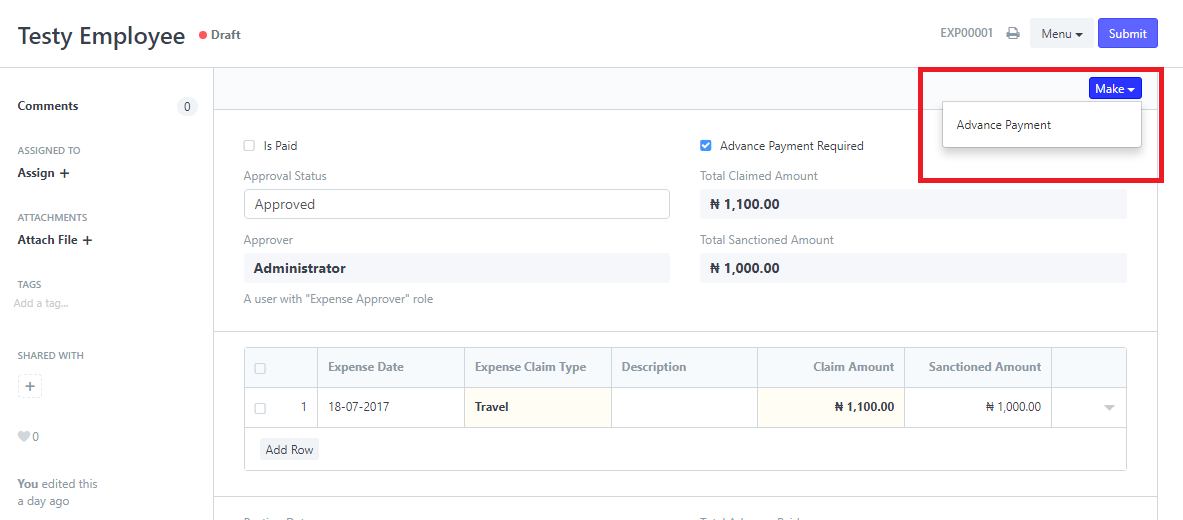 Testy Employee Draft EXP00001 Menu Submit
Make
Advance Payment
Comments 0
ASSIGNED TO
Assign +
ATTACHMENTS
Attach File +
TAGS
Add a tag...
SHARED WITH
+
0
You edited this
a day ago
Is Paid
Advance Payment Required
Approval Status
Approved
Total Claimed Amount
₦ 1,100.00
Approver
Administrator
A user with "Expense Approver" role
Total Sanctioned Amount
₦ 1,000.00
Expense Date Expense Claim Type Description Claim Amount Sanctioned Amount
1 18-07-2017 Travel ₦ 1,100.00 ₦ 1,000.00
Add Row